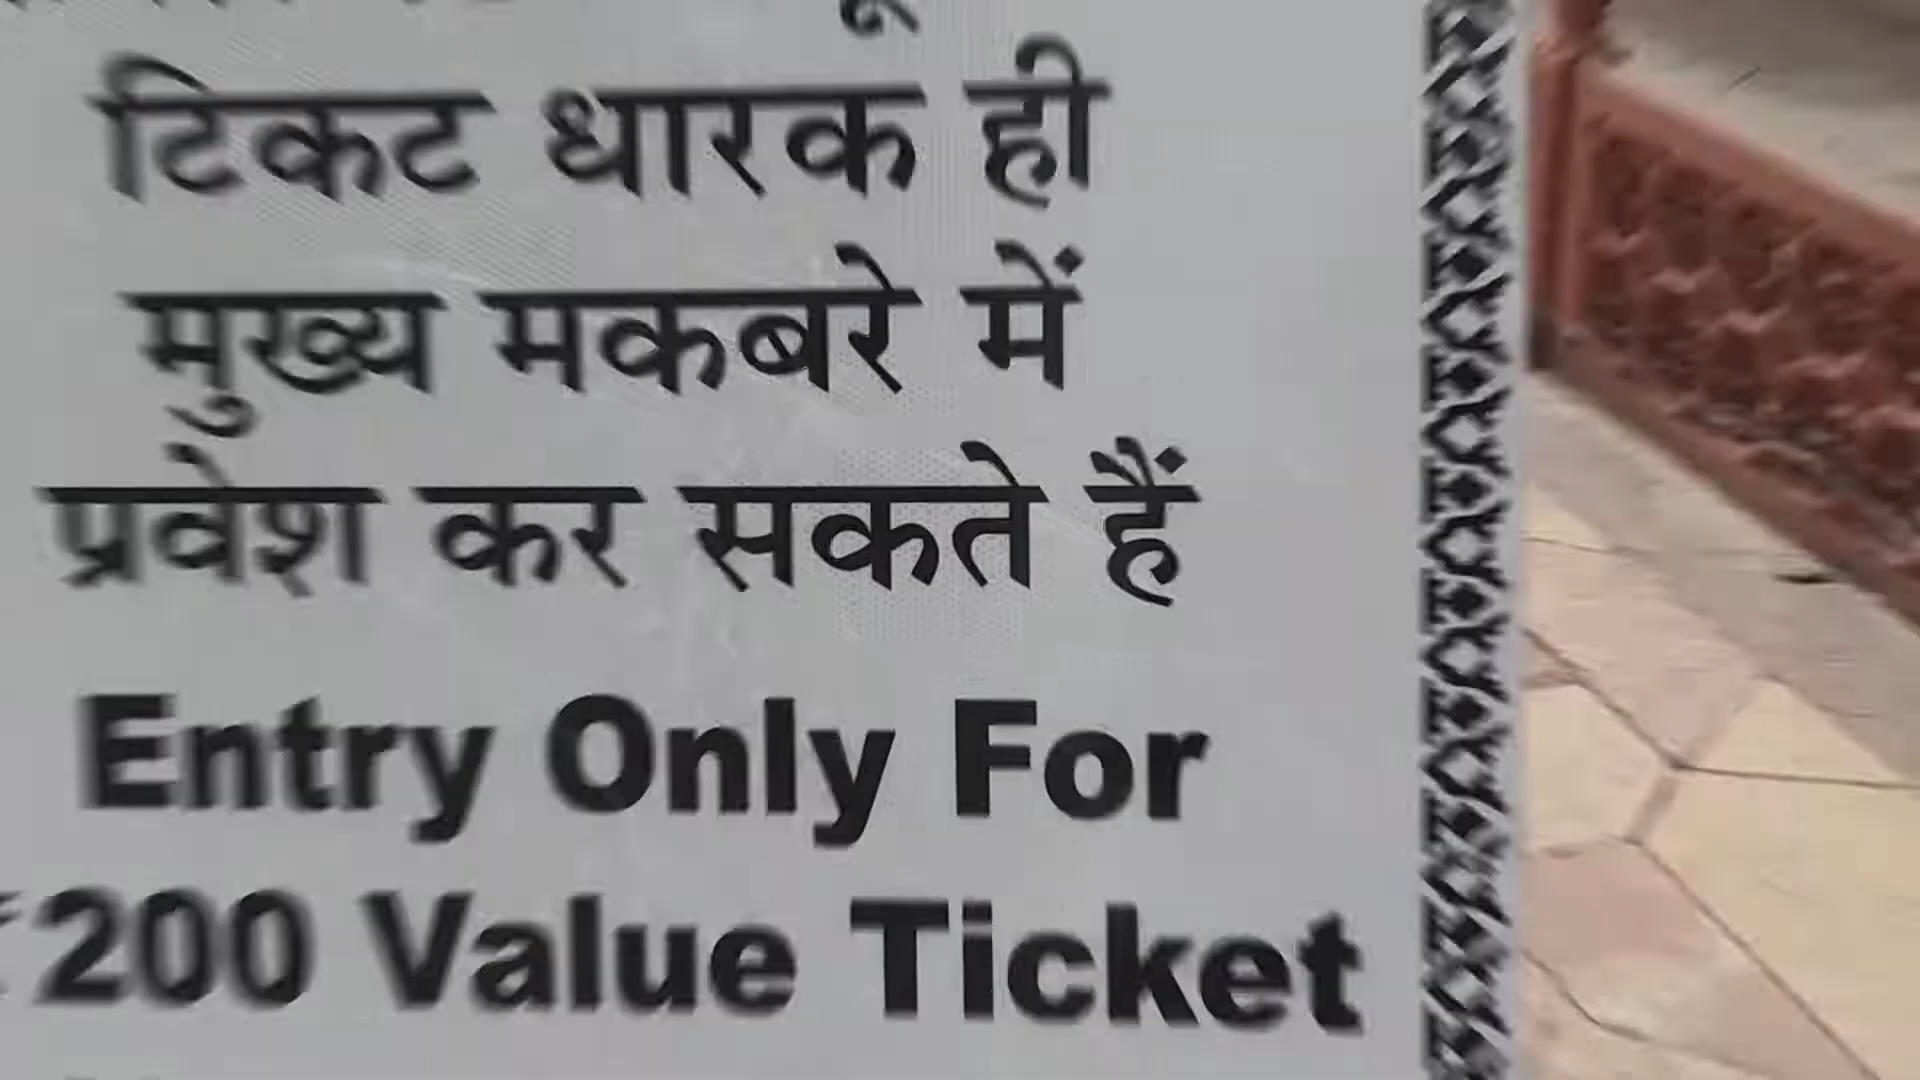 टिकट धारक ही
मुख्य मकबरे में
प्रवेश कर सकते हैं
Entry Only For
200 Value Ticket